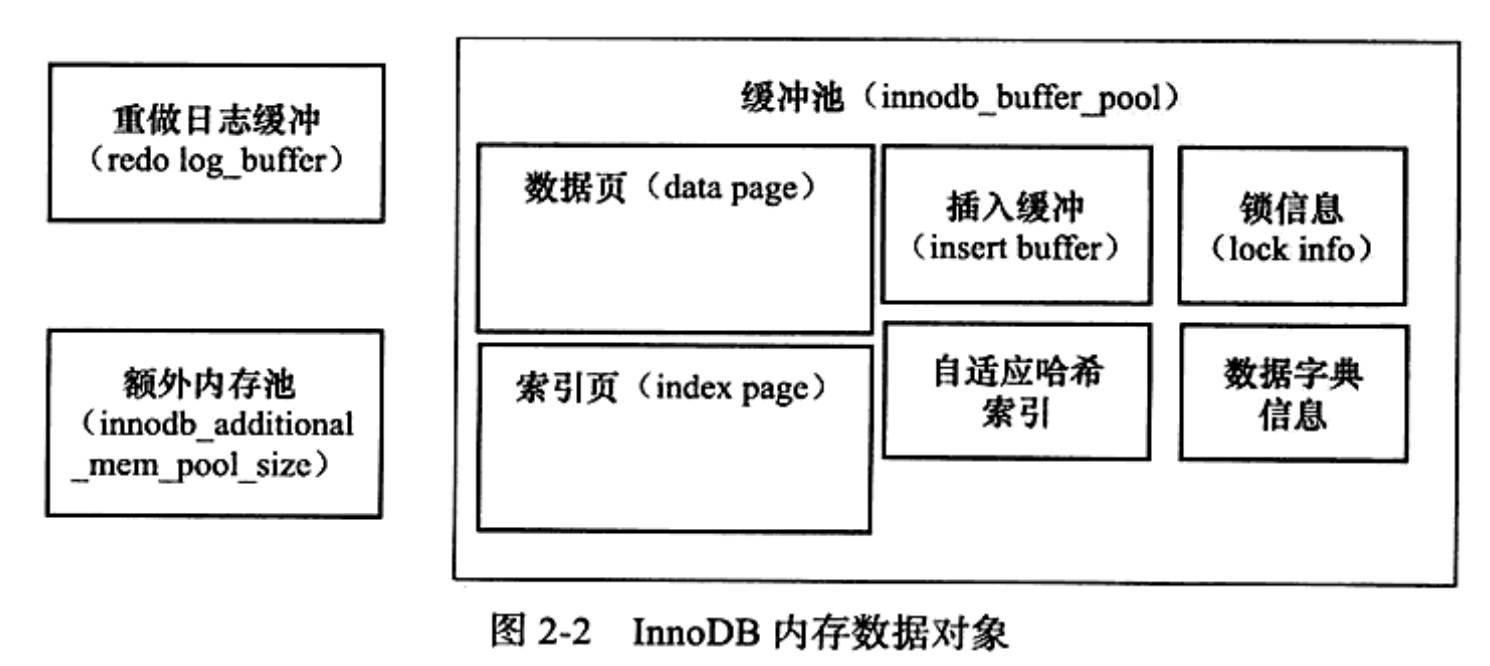 重做日志缓冲
（redo log_buffer）
额外内存池
（innodb_additional
_mem_pool_size）
缓冲池（innodb_buffer_pool）
数据页（data page）
插入缓冲
（insert buffer）
锁信息
（lock info）
索引页（index page）
自适应哈希
索引
数据字典
信息
图 2-2 InnoDB 内存数据对象